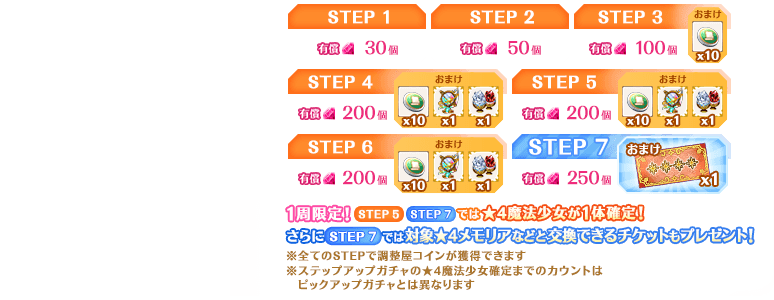 STEP 1
有償 30個
STEP 2
有償 50個
STEP 3
有償 100個
おまけ
x10
STEP 4
有償 200個
おまけ
x10 x1 x1
STEP 5
有償 200個
おまけ
x10 x1 x1
STEP 6
有償 200個
おまけ
x10 x1 x1
STEP 7
有償 250個
おまけ
x1
1周限定! STEP 5 STEP 7 では★4魔法少女が1体確定!
さらに STEP 7 では対象★4メモリアなどと交換できるチケットもプレゼント!
※全てのSTEPで調整屋コインが獲得できます
※ステップアップガチャの★4魔法少女確定までのカウントは
ピックアップガチャとは異なります